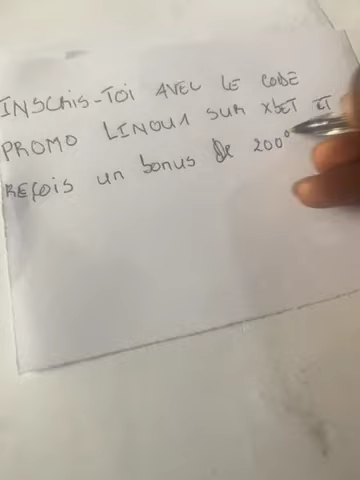 INSCRIS-TOI AVEC LE CODE
PROMO LINOU1 SUR XBET ET
REÇOIS un bonus de 200°